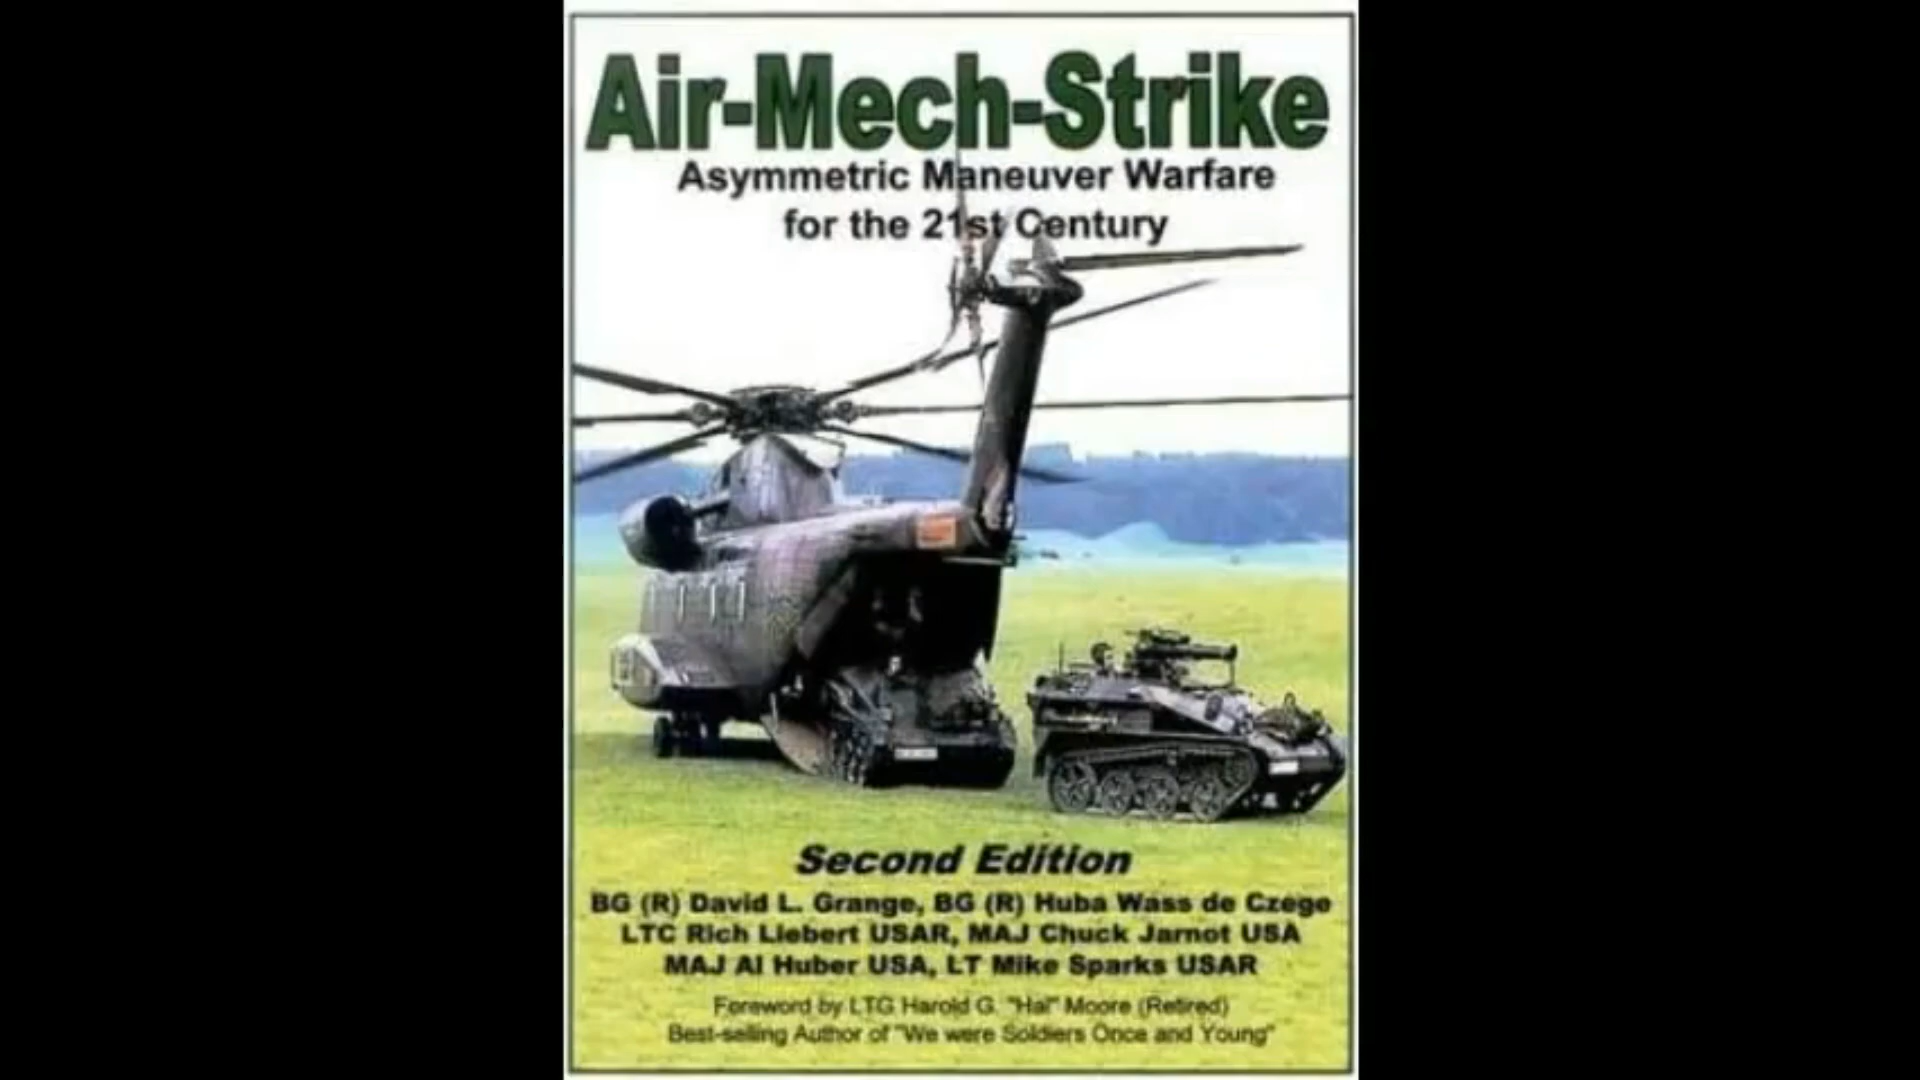 Air-Mech-Strike
Asymmetric Maneuver Warfare
for the 21st Century
Second Edition
BG (R) David L. Grange, BG (R) Huba Wass de Czege
LTC Rich Liebert USAR, MAJ Chuck Jarnot USA
MAJ Al Huber USA, LT Mike Sparks USAR
Foreword by LTG Harold G. "Hal" Moore (Retired)
Best-selling Author of "We were Soldiers Once and Young"